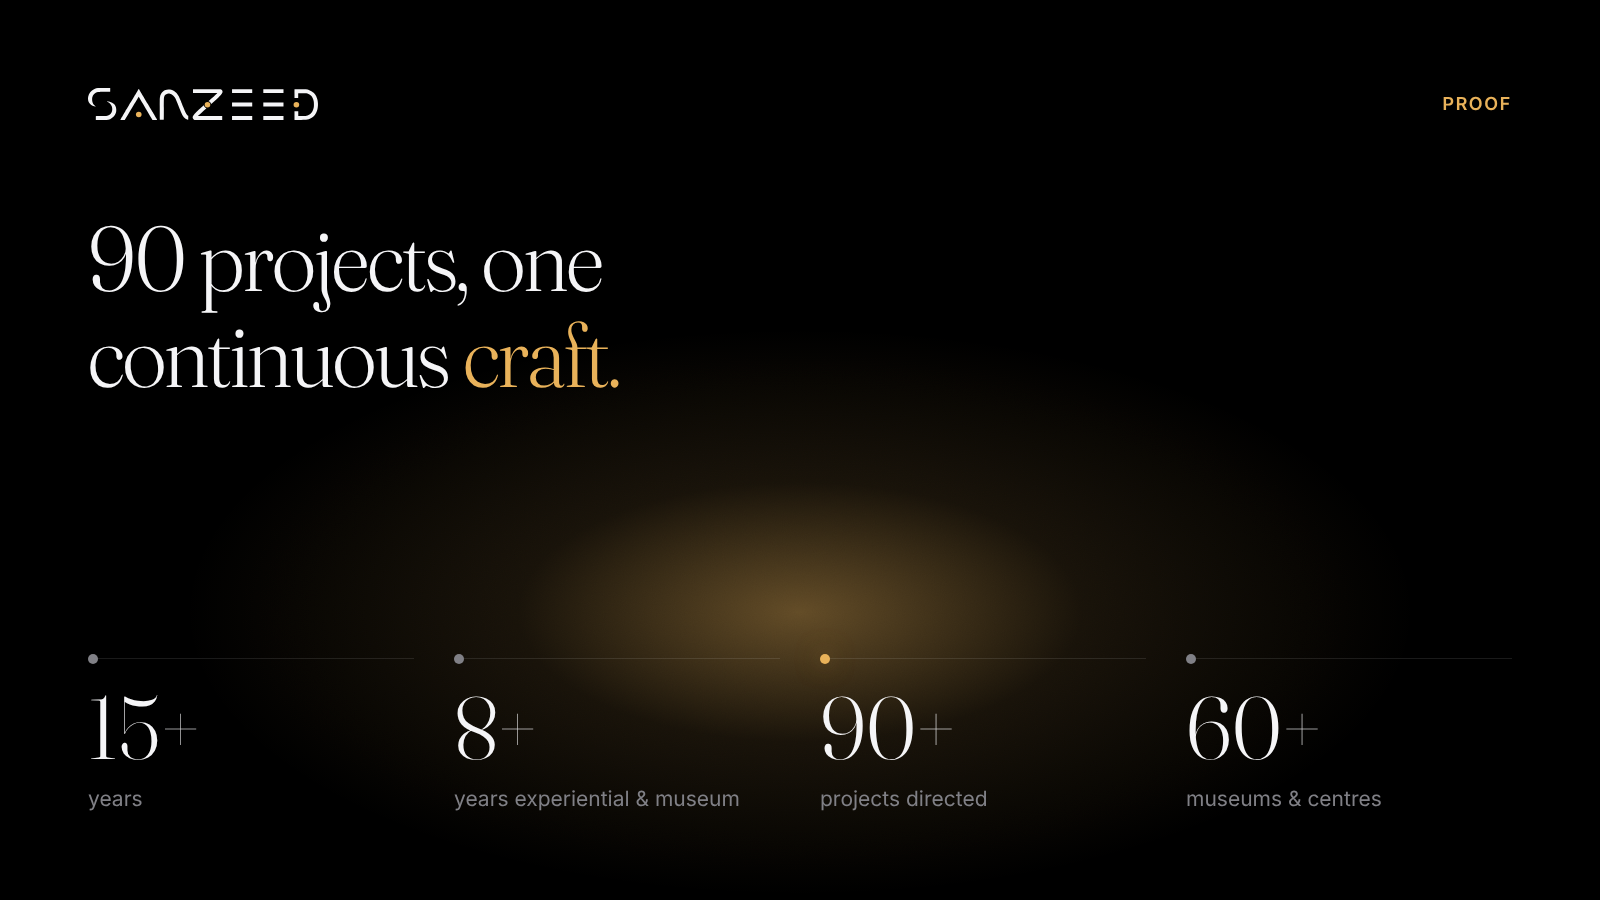 SANZEED
PROOF
90 projects, one
continuous craft.
15+
years
8+
years experiential & museum
90+
projects directed
60+
museums & centres